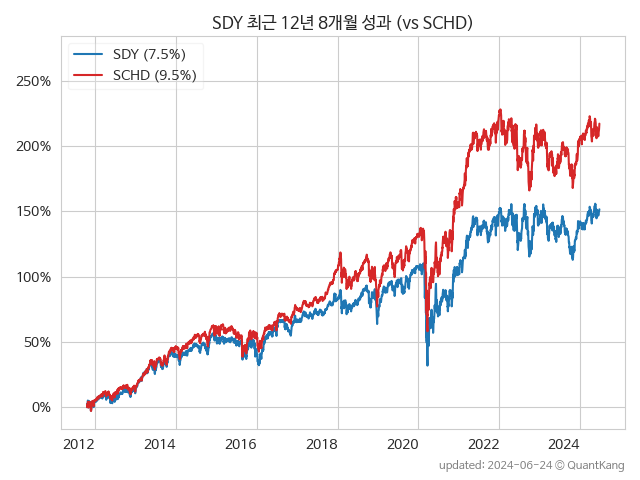 SDY 최근 12년 8개월 성과 (vs SCHD)
SDY (7.5%)
SCHD (9.5%)
250%
200%
150%
100%
50%
0%
2012 2014 2016 2018 2020 2022 2024
updated: 2024-06-24 © QuantKang